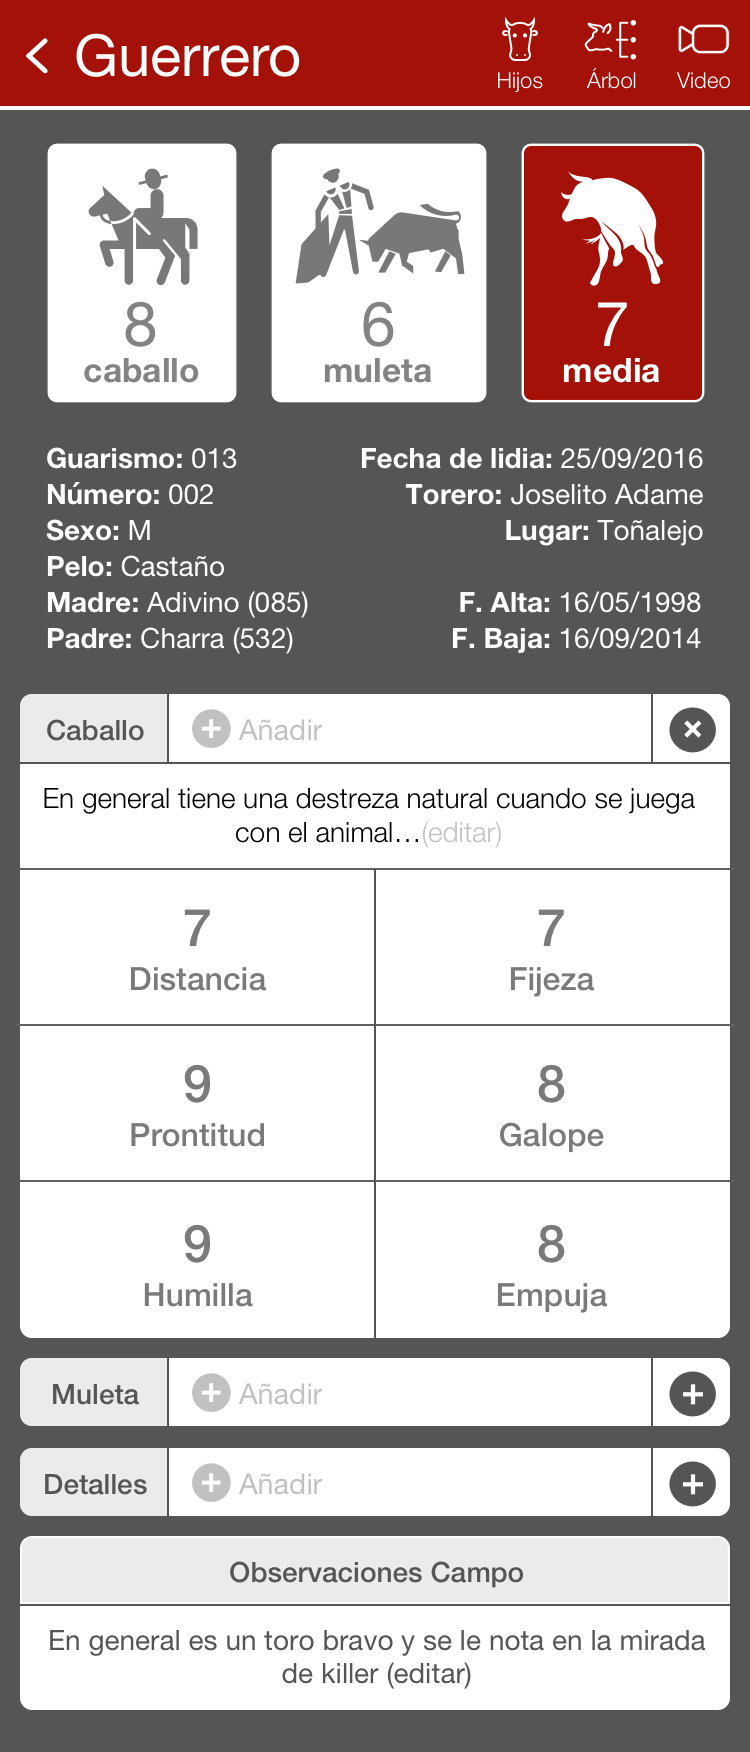 Guerrero
Hijos
Árbol
Video
8
caballo
6
muleta
7
media
Guarismo: 013
Fecha de lidia: 25/09/2016
Número: 002
Torero: Joselito Adame
Sexo: M
Lugar: Toñalejo
Pelo: Castaño
Madre: Adivino (085)
F. Alta: 16/05/1998
Padre: Charra (532)
F. Baja: 16/09/2014
Caballo
Añadir
En general tiene una destreza natural cuando se juega
con el animal...(editar)
7
Distancia
7
Fijeza
9
Prontitud
8
Galope
9
Humilla
8
Empuja
Muleta
Añadir
Detalles
Añadir
Observaciones Campo
En general es un toro bravo y se le nota en la mirada
de killer (editar)